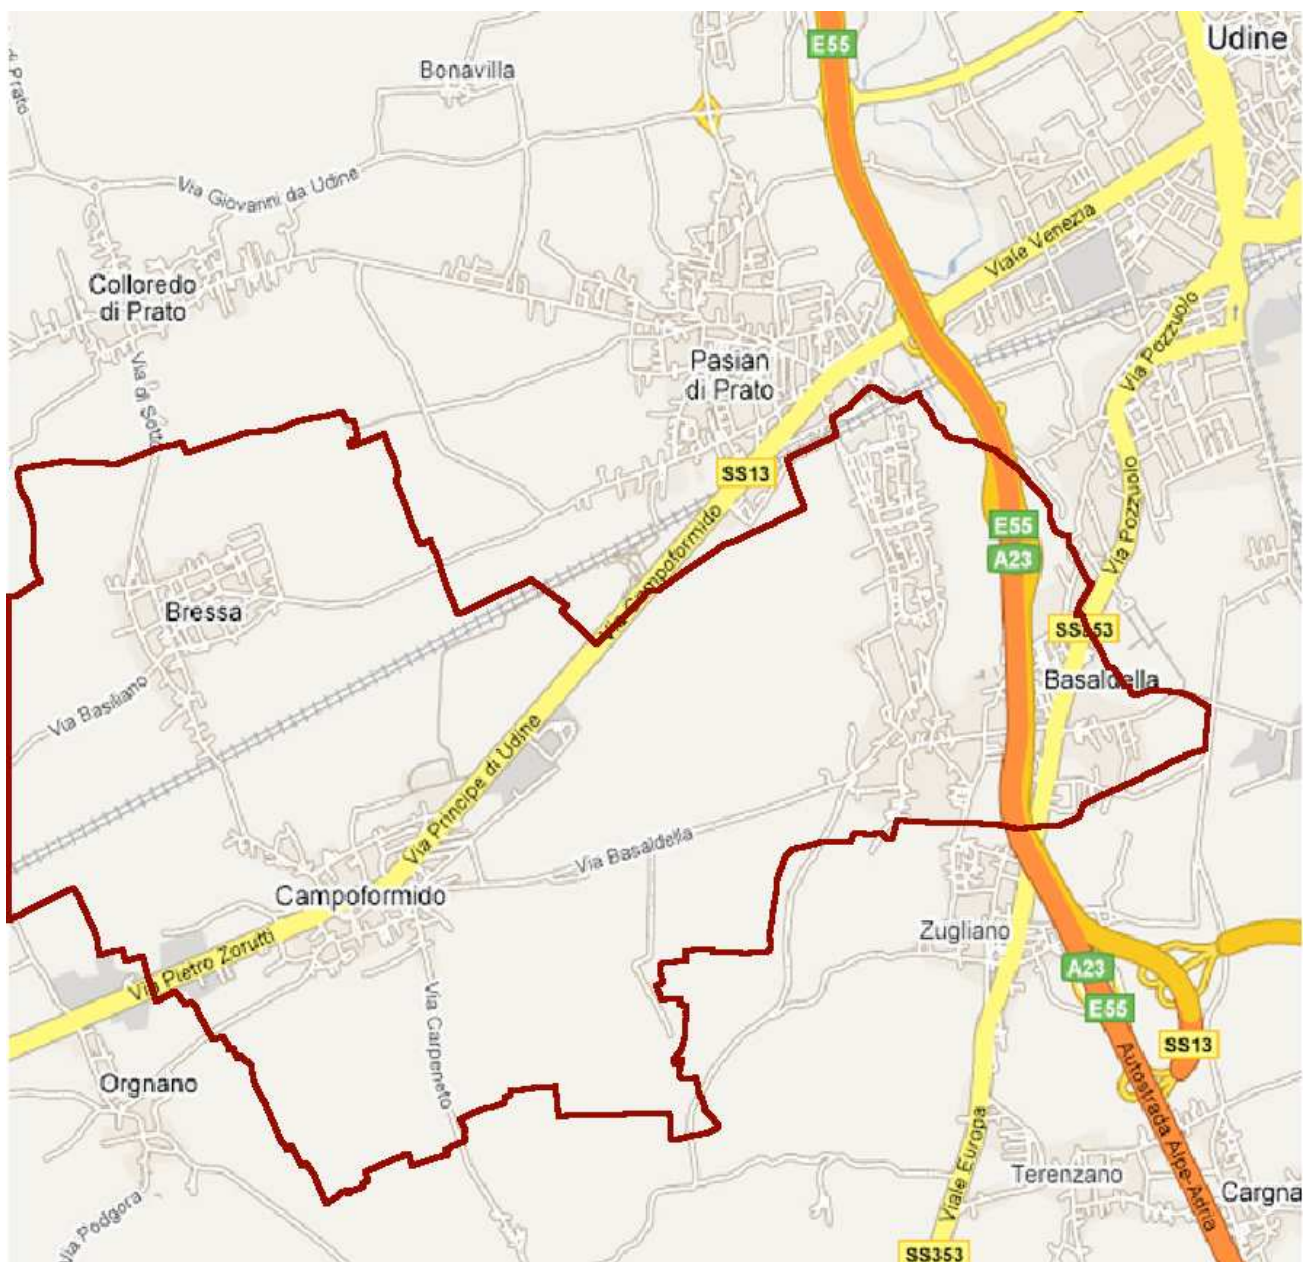 E55
Udine
Bonavilla
di Prato
Via Giovanni da Udine
Viale Venezia
Colloredo
di Prato
Via Pozzuolo
Via di Sotto
Pasian
di Prato
SS13
Via Pozzuolo
E55
Via Campoformido
A23
Bressa
SS353
Basaldella
Via Basiliano
Via Principe di Udine
Via Basaldella
Campoformido
Zugliano
Via Pietro Zorutti
A23
E55
Via Carpeneto
SS13
Orgnano
Autostrada Alpe-Adria
Viale Europa
Terenzano
Cargna
Via Podgora
SS353